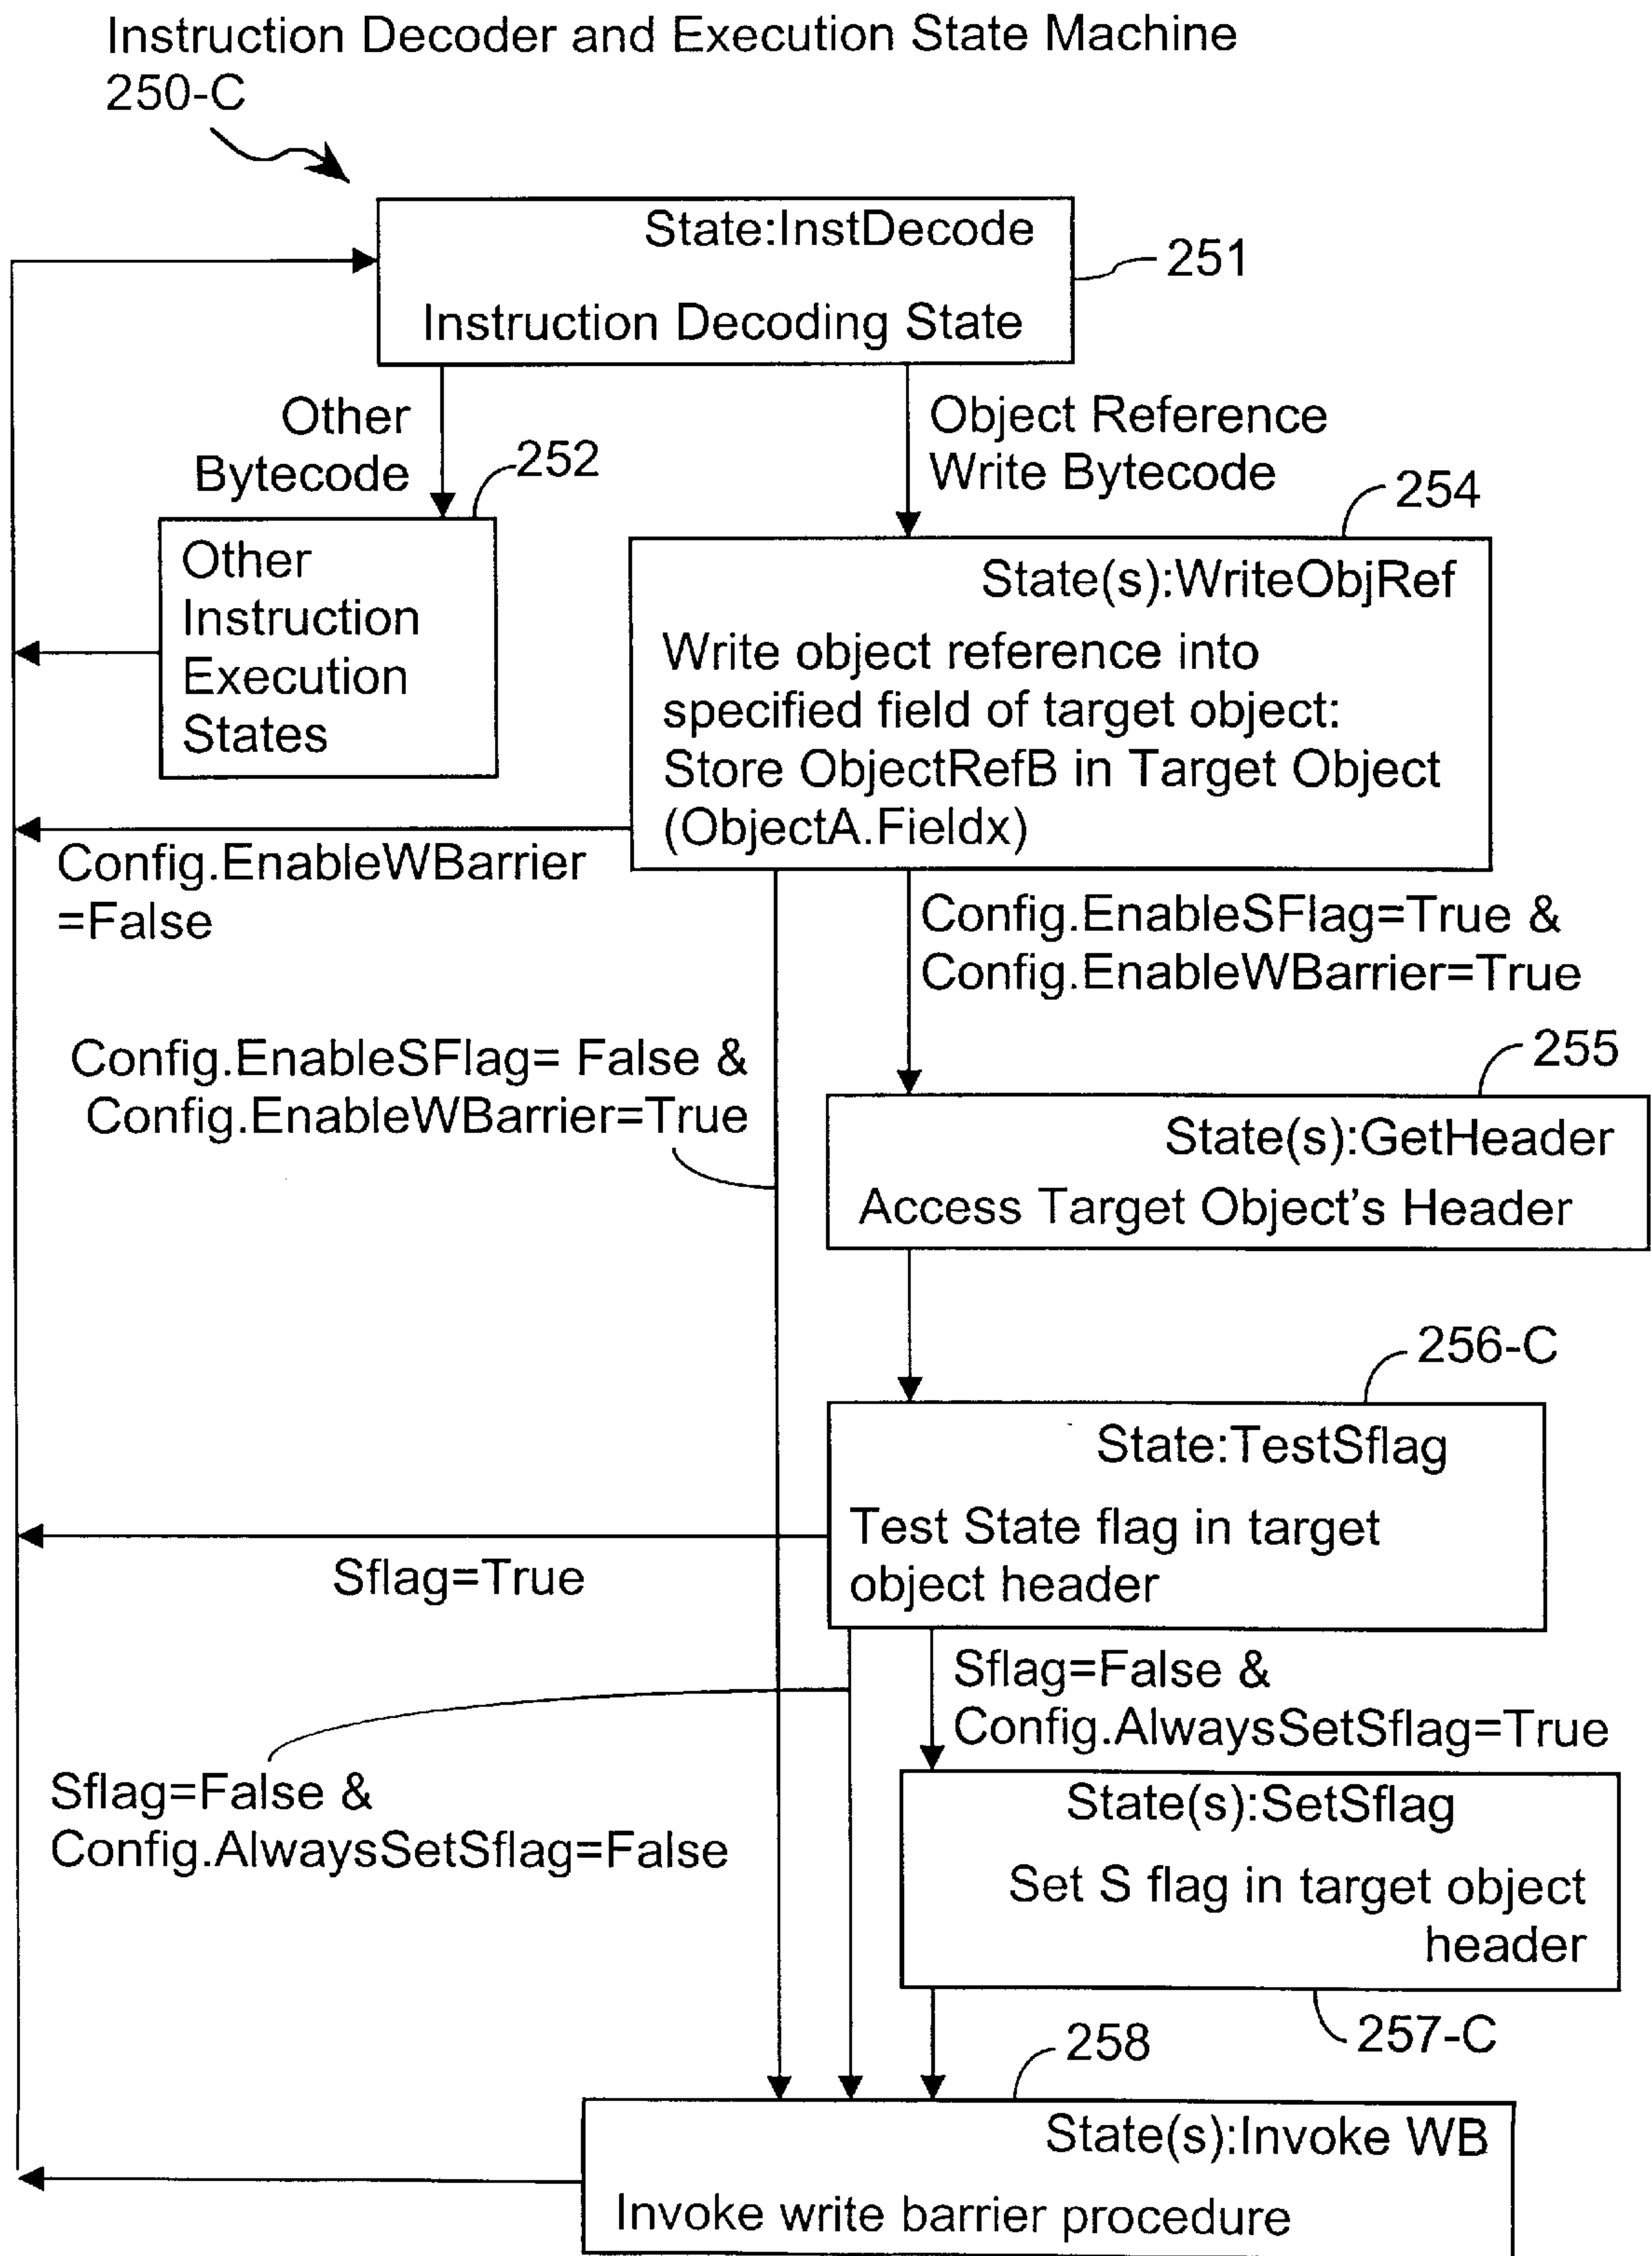 Instruction Decoder and Execution State Machine
250-C
State:InstDecode
251
Instruction Decoding State
Other
Bytecode
Object Reference
Write Bytecode
252
254
Other
Instruction
Execution
States
State(s):WriteObjRef
Write object reference into
specified field of target object:
Store ObjectRefB in Target Object
(ObjectA.Fieldx)
Config.EnableWBarrier
=False
Config.EnableSFlag=True &
Config.EnableWBarrier=True
Config.EnableSFlag= False &
Config.EnableWBarrier=True
255
State(s):GetHeader
Access Target Object's Header
256-C
State:TestSflag
Test State flag in target
object header
Sflag=True
Sflag=False &
Config.AlwaysSetSflag=True
Sflag=False &
Config.AlwaysSetSflag=False
State(s):SetSflag
Set S flag in target object
header
257-C
258
State(s):Invoke WB
Invoke write barrier procedure